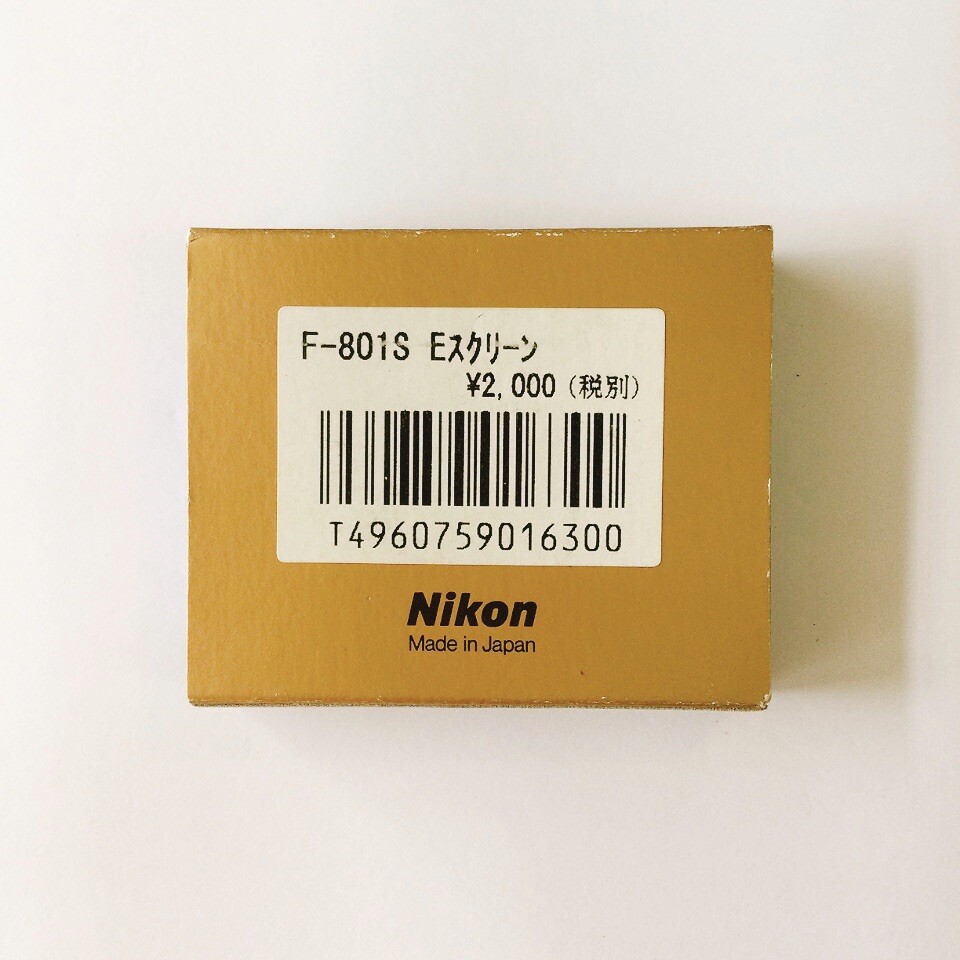 F-801S Eｽｸﾘｰﾝ
¥2,000（税別）
T4960759016300
Nikon
Made in Japan